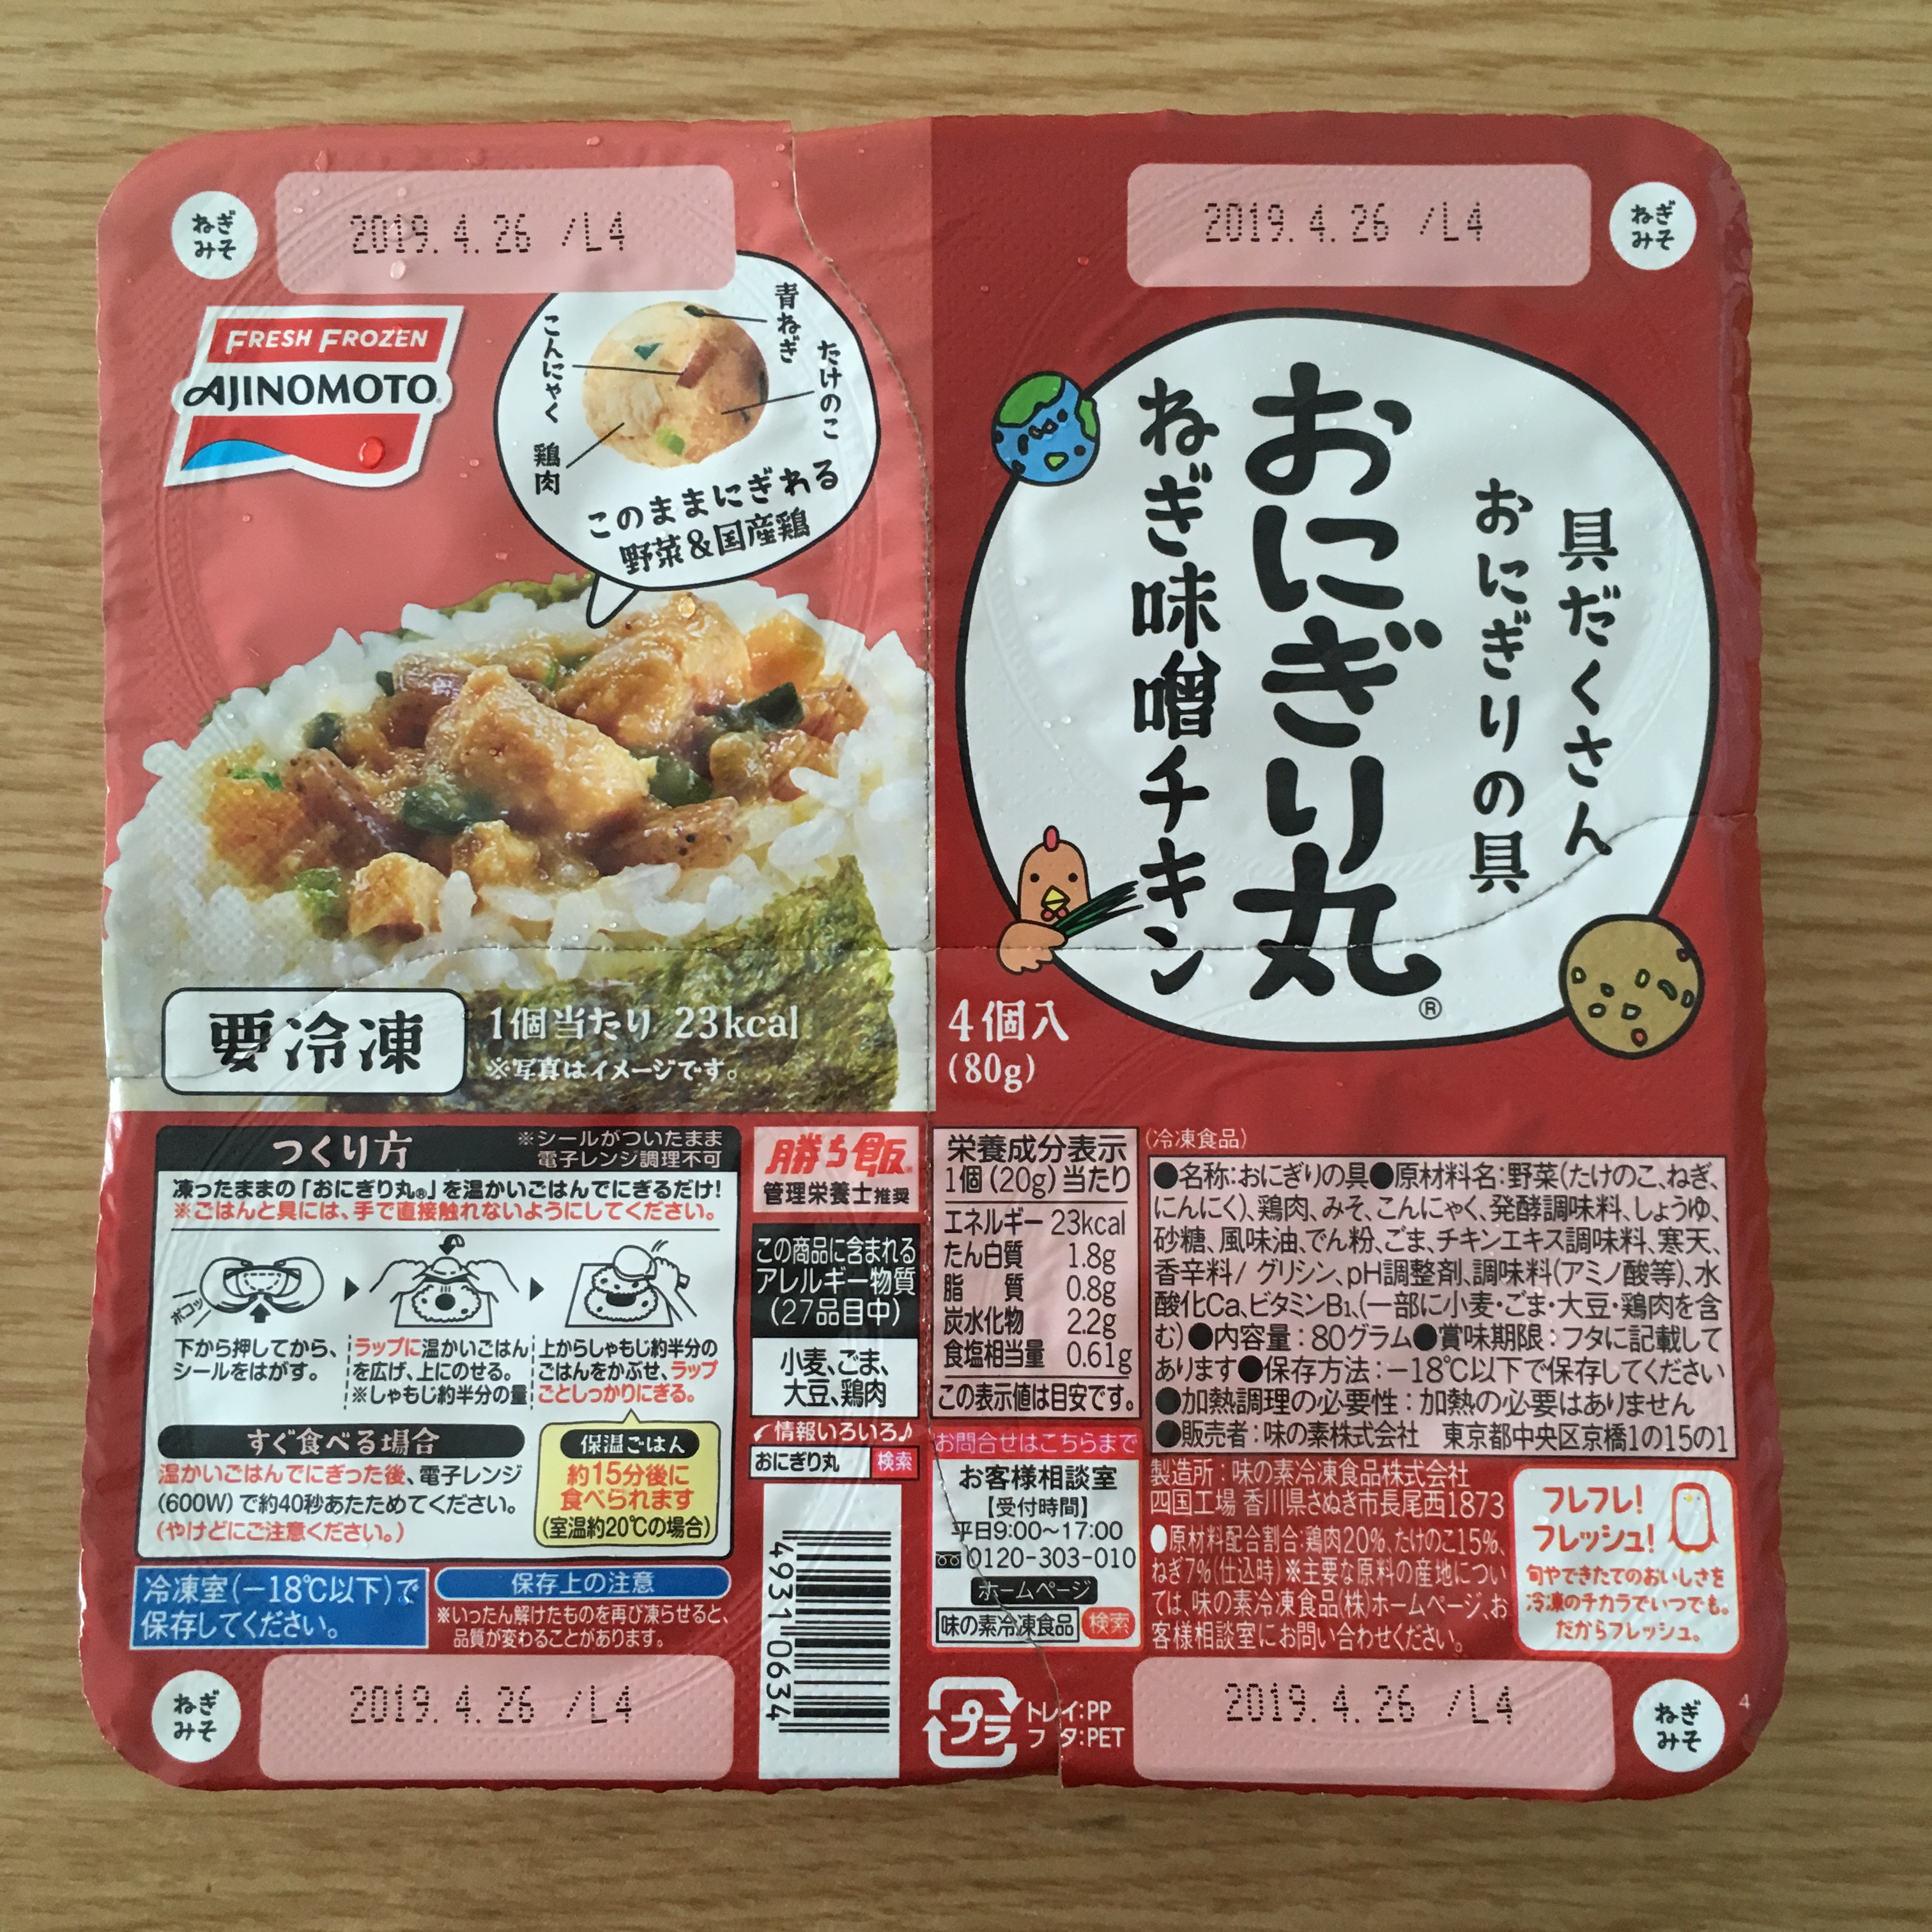 ねぎ
みそ
2019. 4. 26 /L4
2019. 4. 26 /L4
ねぎ
みそ
FRESH FROZEN
AJINOMOTO®
青ねぎ
こんにゃく
たけのこ
鶏肉
このままにぎれる
野菜&国産鶏
具だくさん
おにぎりの具
おにぎり丸®
ねぎ味噌チキン
要冷凍
1個当たり 23kcal
※写真はイメージです。
4個入
(80g)
つくり方
※シールがついたまま
電子レンジ調理不可
凍ったままの「おにぎり丸®」を温かいごはんでにぎるだけ!
※ごはんと具には、手で直接触れないようにしてください。
ポコッ
下から押してから、
シールをはがす。
ラップに温かいごはん
を広げ、上にのせる。
※しゃもじ約半分の量
上からしゃもじ約半分の
ごはんをかぶせ、ラップ
ごとしっかりにぎる。
すぐ食べる場合
温かいごはんでにぎった後、電子レンジ
(600W)で約40秒あたためてください。
(やけどにご注意ください。)
保温ごはん
約15分後に
食べられます
(室温約20℃の場合)
冷凍室(−18℃以下)で
保存してください。
保存上の注意
※いったん解けたものを再び凍らせると、
品質が変わることがあります。
勝ち飯®
管理栄養士推奨
この商品に含まれる
アレルギー物質
(27品目中)
小麦、ごま、
大豆、鶏肉
情報いろいろ♪
おにぎり丸 検索
49310634
栄養成分表示
1個(20g)当たり
エネルギー 23kcal
たん白質 1.8g
脂質 0.8g
炭水化物 2.2g
食塩相当量 0.61g
この表示値は目安です。
お問合せはこちらまで
お客様相談室
【受付時間】
平日9:00〜17:00
0120-303-010
ホームページ
味の素冷凍食品 検索
(冷凍食品)
●名称:おにぎりの具●原材料名:野菜(たけのこ、ねぎ、
にんにく)、鶏肉、みそ、こんにゃく、発酵調味料、しょうゆ、
砂糖、風味油、でん粉、ごま、チキンエキス調味料、寒天、
香辛料/グリシン、pH調整剤、調味料(アミノ酸等)、水
酸化Ca、ビタミンB₁、(一部に小麦・ごま・大豆・鶏肉を含
む)●内容量:80グラム●賞味期限:フタに記載して
あります●保存方法:−18℃以下で保存してください
●加熱調理の必要性:加熱の必要はありません
●販売者:味の素株式会社 東京都中央区京橋1の15の1
製造所:味の素冷凍食品株式会社
四国工場 香川県さぬき市長尾西1873
●原材料配合割合:鶏肉20%、たけのこ15%、
ねぎ7%(仕込時)※主要な原料の産地につい
ては、味の素冷凍食品(株)ホームページ、お
客様相談室にお問い合わせください。
フレフレ!
フレッシュ!
旬やできたてのおいしさを
冷凍のチカラでいつでも。
だからフレッシュ。
ねぎ
みそ
2019. 4. 26 /L4
プラ
トレイ:PP
フタ:PET
2019. 4. 26 /L4
ねぎ
みそ
4